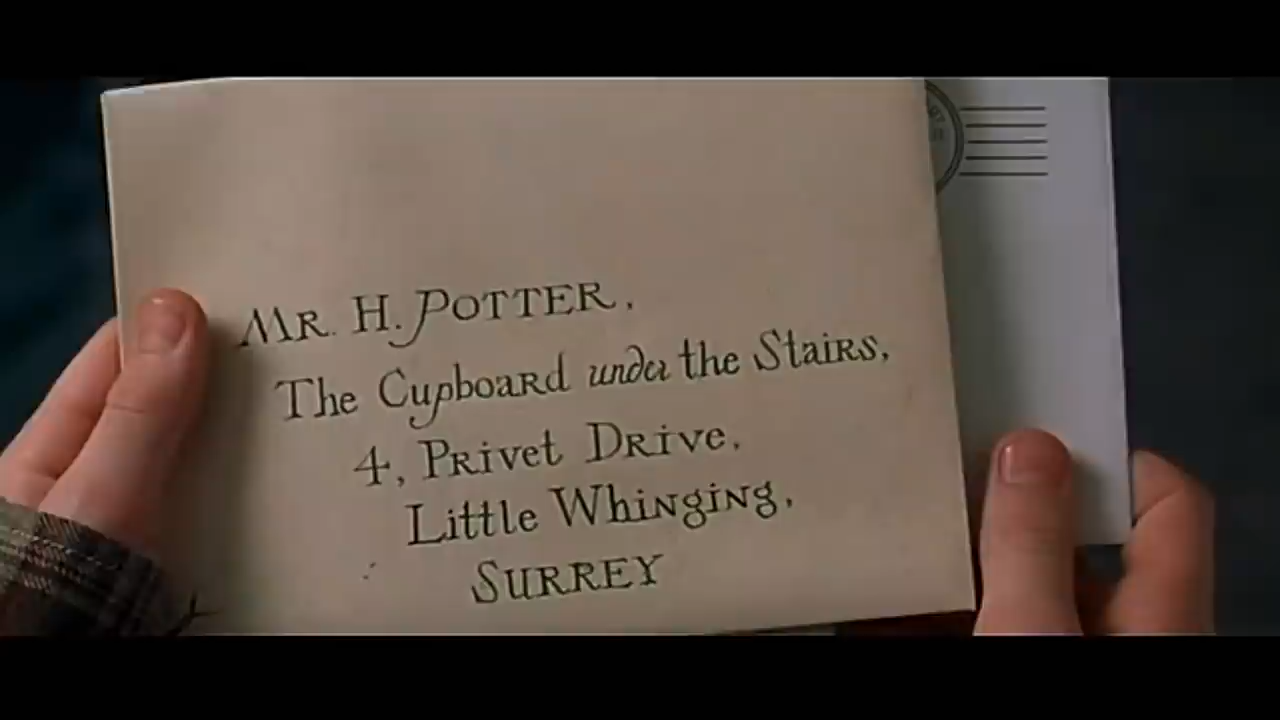 Mr. H. POTTER,
The Cupboard under the Stairs,
4, Privet Drive,
Little Whinging,
SURREY